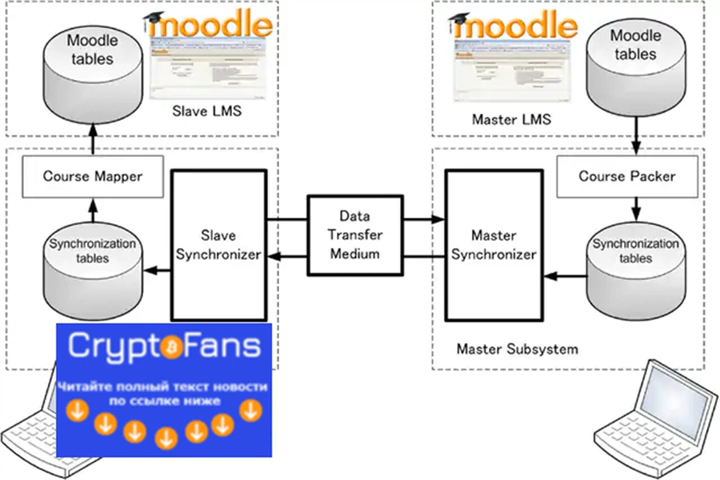 Moodle
tables
moodle
Slave LMS
moodle
Master LMS
Moodle
tables
Course Mapper
Synchronization
tables
Slave
Synchronizer
Data
Transfer
Medium
Master
Synchronizer
Course Packer
Synchronization
tables
Master Subsystem
CryptoFans
Читайте полный текст новости
по ссылке ниже